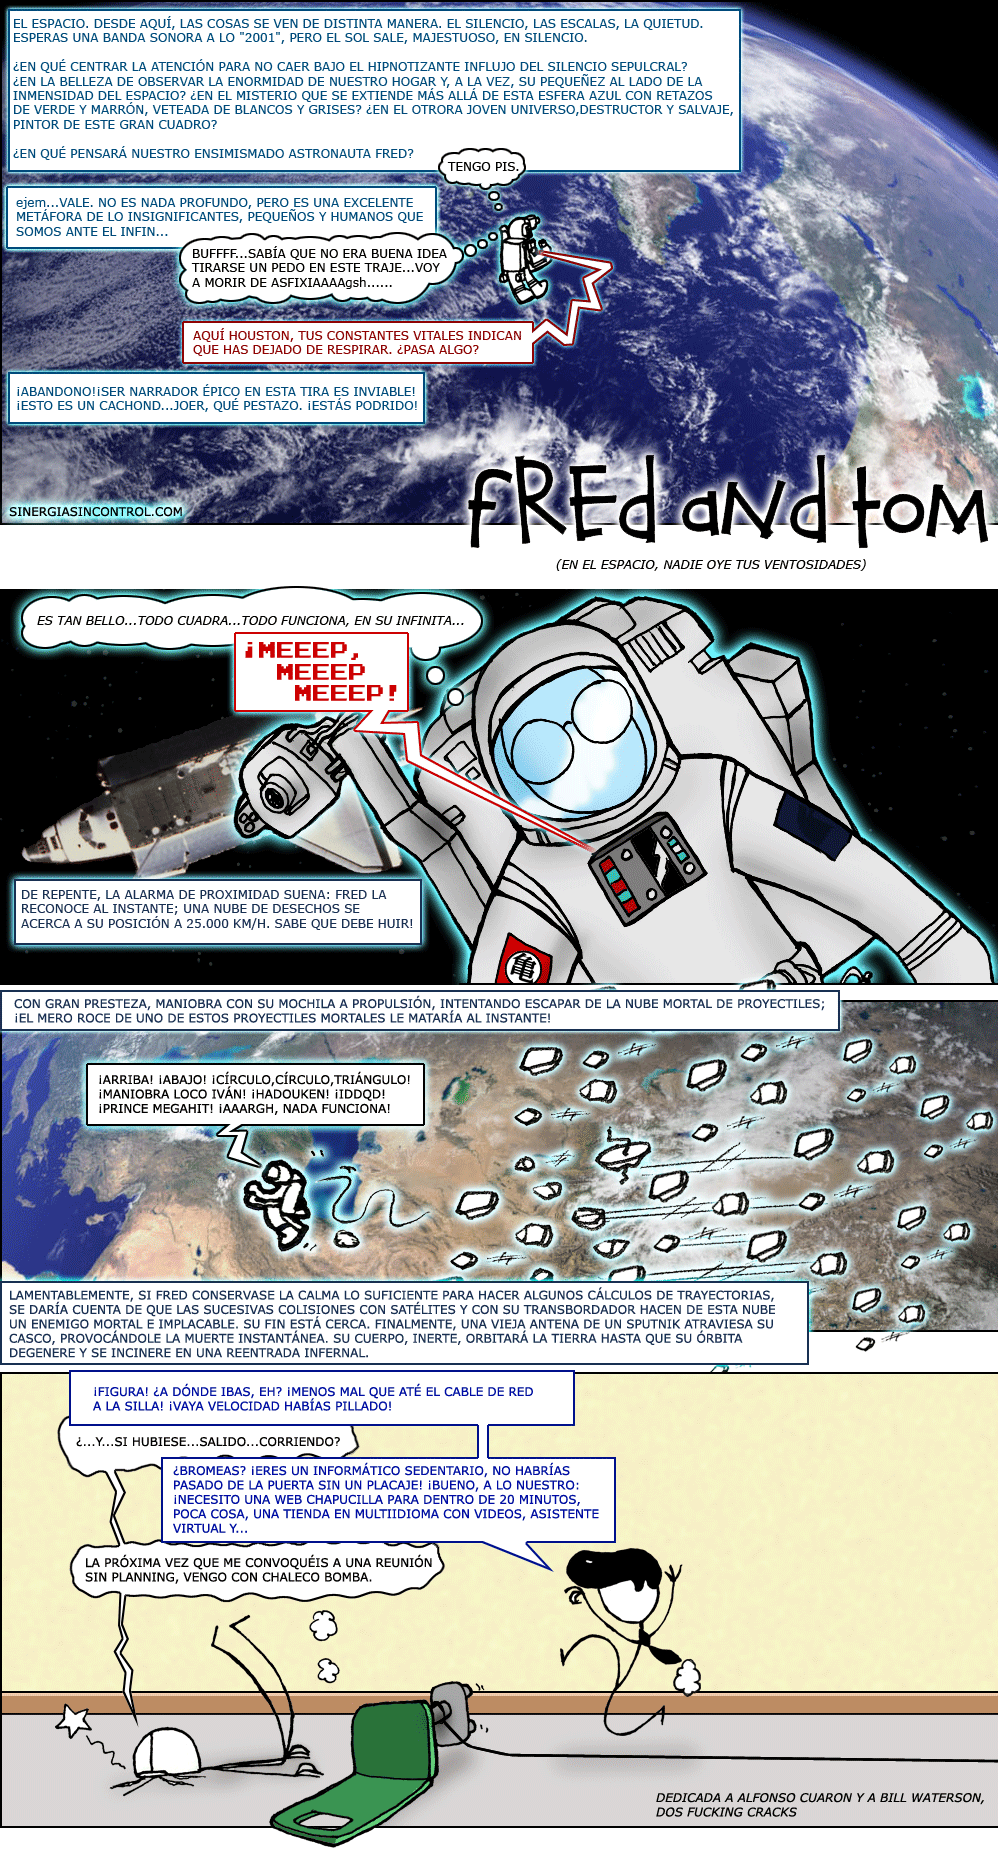 EL ESPACIO. DESDE AQUÍ, LAS COSAS SE VEN DE DISTINTA MANERA. EL SILENCIO, LAS ESCALAS, LA QUIETUD.
ESPERAS UNA BANDA SONORA A LO "2001", PERO EL SOL SALE, MAJESTUOSO, EN SILENCIO.
¿EN QUÉ CENTRAR LA ATENCIÓN PARA NO CAER BAJO EL HIPNOTIZANTE INFLUJO DEL SILENCIO SEPULCRAL?
¿EN LA BELLEZA DE OBSERVAR LA ENORMIDAD DE NUESTRO HOGAR Y, A LA VEZ, SU PEQUEÑEZ AL LADO DE LA
INMENSIDAD DEL ESPACIO? ¿EN EL MISTERIO QUE SE EXTIENDE MÁS ALLÁ DE ESTA ESFERA AZUL CON RETAZOS
DE VERDE Y MARRÓN, VETEADA DE BLANCOS Y GRISES? ¿EN EL OTRORA JOVEN UNIVERSO,DESTRUCTOR Y SALVAJE,
PINTOR DE ESTE GRAN CUADRO?
¿EN QUÉ PENSARÁ NUESTRO ENSIMISMADO ASTRONAUTA FRED?
TENGO PIS.
ejem...VALE. NO ES NADA PROFUNDO, PERO ES UNA EXCELENTE
METÁFORA DE LO INSIGNIFICANTES, PEQUEÑOS Y HUMANOS QUE
SOMOS ANTE EL INFIN...
BUFFFF...SABÍA QUE NO ERA BUENA IDEA
TIRARSE UN PEDO EN ESTE TRAJE...VOY
A MORIR DE ASFIXIAAAAgsh......
AQUÍ HOUSTON, TUS CONSTANTES VITALES INDICAN
QUE HAS DEJADO DE RESPIRAR. ¿PASA ALGO?
¡ABANDONO!¡SER NARRADOR ÉPICO EN ESTA TIRA ES INVIABLE!
¡ESTO ES UN CACHOND...JOER, QUÉ PESTAZO. ¡ESTÁS PODRIDO!
SINERGIASINCONTROL.COM
fREd aNd tOM
(EN EL ESPACIO, NADIE OYE TUS VENTOSIDADES)
ES TAN BELLO...TODO CUADRA...TODO FUNCIONA, EN SU INFINITA...
¡MEEEP,
MEEEP
MEEEP!
DE REPENTE, LA ALARMA DE PROXIMIDAD SUENA: FRED LA
RECONOCE AL INSTANTE; UNA NUBE DE DESECHOS SE
ACERCA A SU POSICIÓN A 25.000 KM/H. SABE QUE DEBE HUIR!
亀
CON GRAN PRESTEZA, MANIOBRA CON SU MOCHILA A PROPULSIÓN, INTENTANDO ESCAPAR DE LA NUBE MORTAL DE PROYECTILES;
¡EL MERO ROCE DE UNO DE ESTOS PROYECTILES MORTALES LE MATARÍA AL INSTANTE!
¡ARRIBA! ¡ABAJO! ¡CÍRCULO,CÍRCULO,TRIÁNGULO!
¡MANIOBRA LOCO IVÁN! ¡HADOUKEN! ¡IDDQD!
¡PRINCE MEGAHIT! ¡AAARGH, NADA FUNCIONA!
LAMENTABLEMENTE, SI FRED CONSERVASE LA CALMA LO SUFICIENTE PARA HACER ALGUNOS CÁLCULOS DE TRAYECTORIAS,
SE DARÍA CUENTA DE QUE LAS SUCESIVAS COLISIONES CON SATÉLITES Y CON SU TRANSBORDADOR HACEN DE ESTA NUBE
UN ENEMIGO MORTAL E IMPLACABLE. SU FIN ESTÁ CERCA. FINALMENTE, UNA VIEJA ANTENA DE UN SPUTNIK ATRAVIESA SU
CASCO, PROVOCÁNDOLE LA MUERTE INSTANTÁNEA. SU CUERPO, INERTE, ORBITARÁ LA TIERRA HASTA QUE SU ÓRBITA
DEGENERE Y SE INCINERE EN UNA REENTRADA INFERNAL.
¡FIGURA! ¿A DÓNDE IBAS, EH? ¡MENOS MAL QUE ATÉ EL CABLE DE RED
A LA SILLA! ¡VAYA VELOCIDAD HABÍAS PILLADO!
¿...Y...SI HUBIESE...SALIDO...CORRIENDO?
¿BROMEAS? ¡ERES UN INFORMÁTICO SEDENTARIO, NO HABRÍAS
PASADO DE LA PUERTA SIN UN PLACAJE! ¡BUENO, A LO NUESTRO:
¡NECESITO UNA WEB CHAPUCILLA PARA DENTRO DE 20 MINUTOS,
POCA COSA, UNA TIENDA EN MULTIIDIOMA CON VIDEOS, ASISTENTE
VIRTUAL Y...
LA PRÓXIMA VEZ QUE ME CONVOQUÉIS A UNA REUNIÓN
SIN PLANNING, VENGO CON CHALECO BOMBA.
DEDICADA A ALFONSO CUARON Y A BILL WATERSON,
DOS FUCKING CRACKS